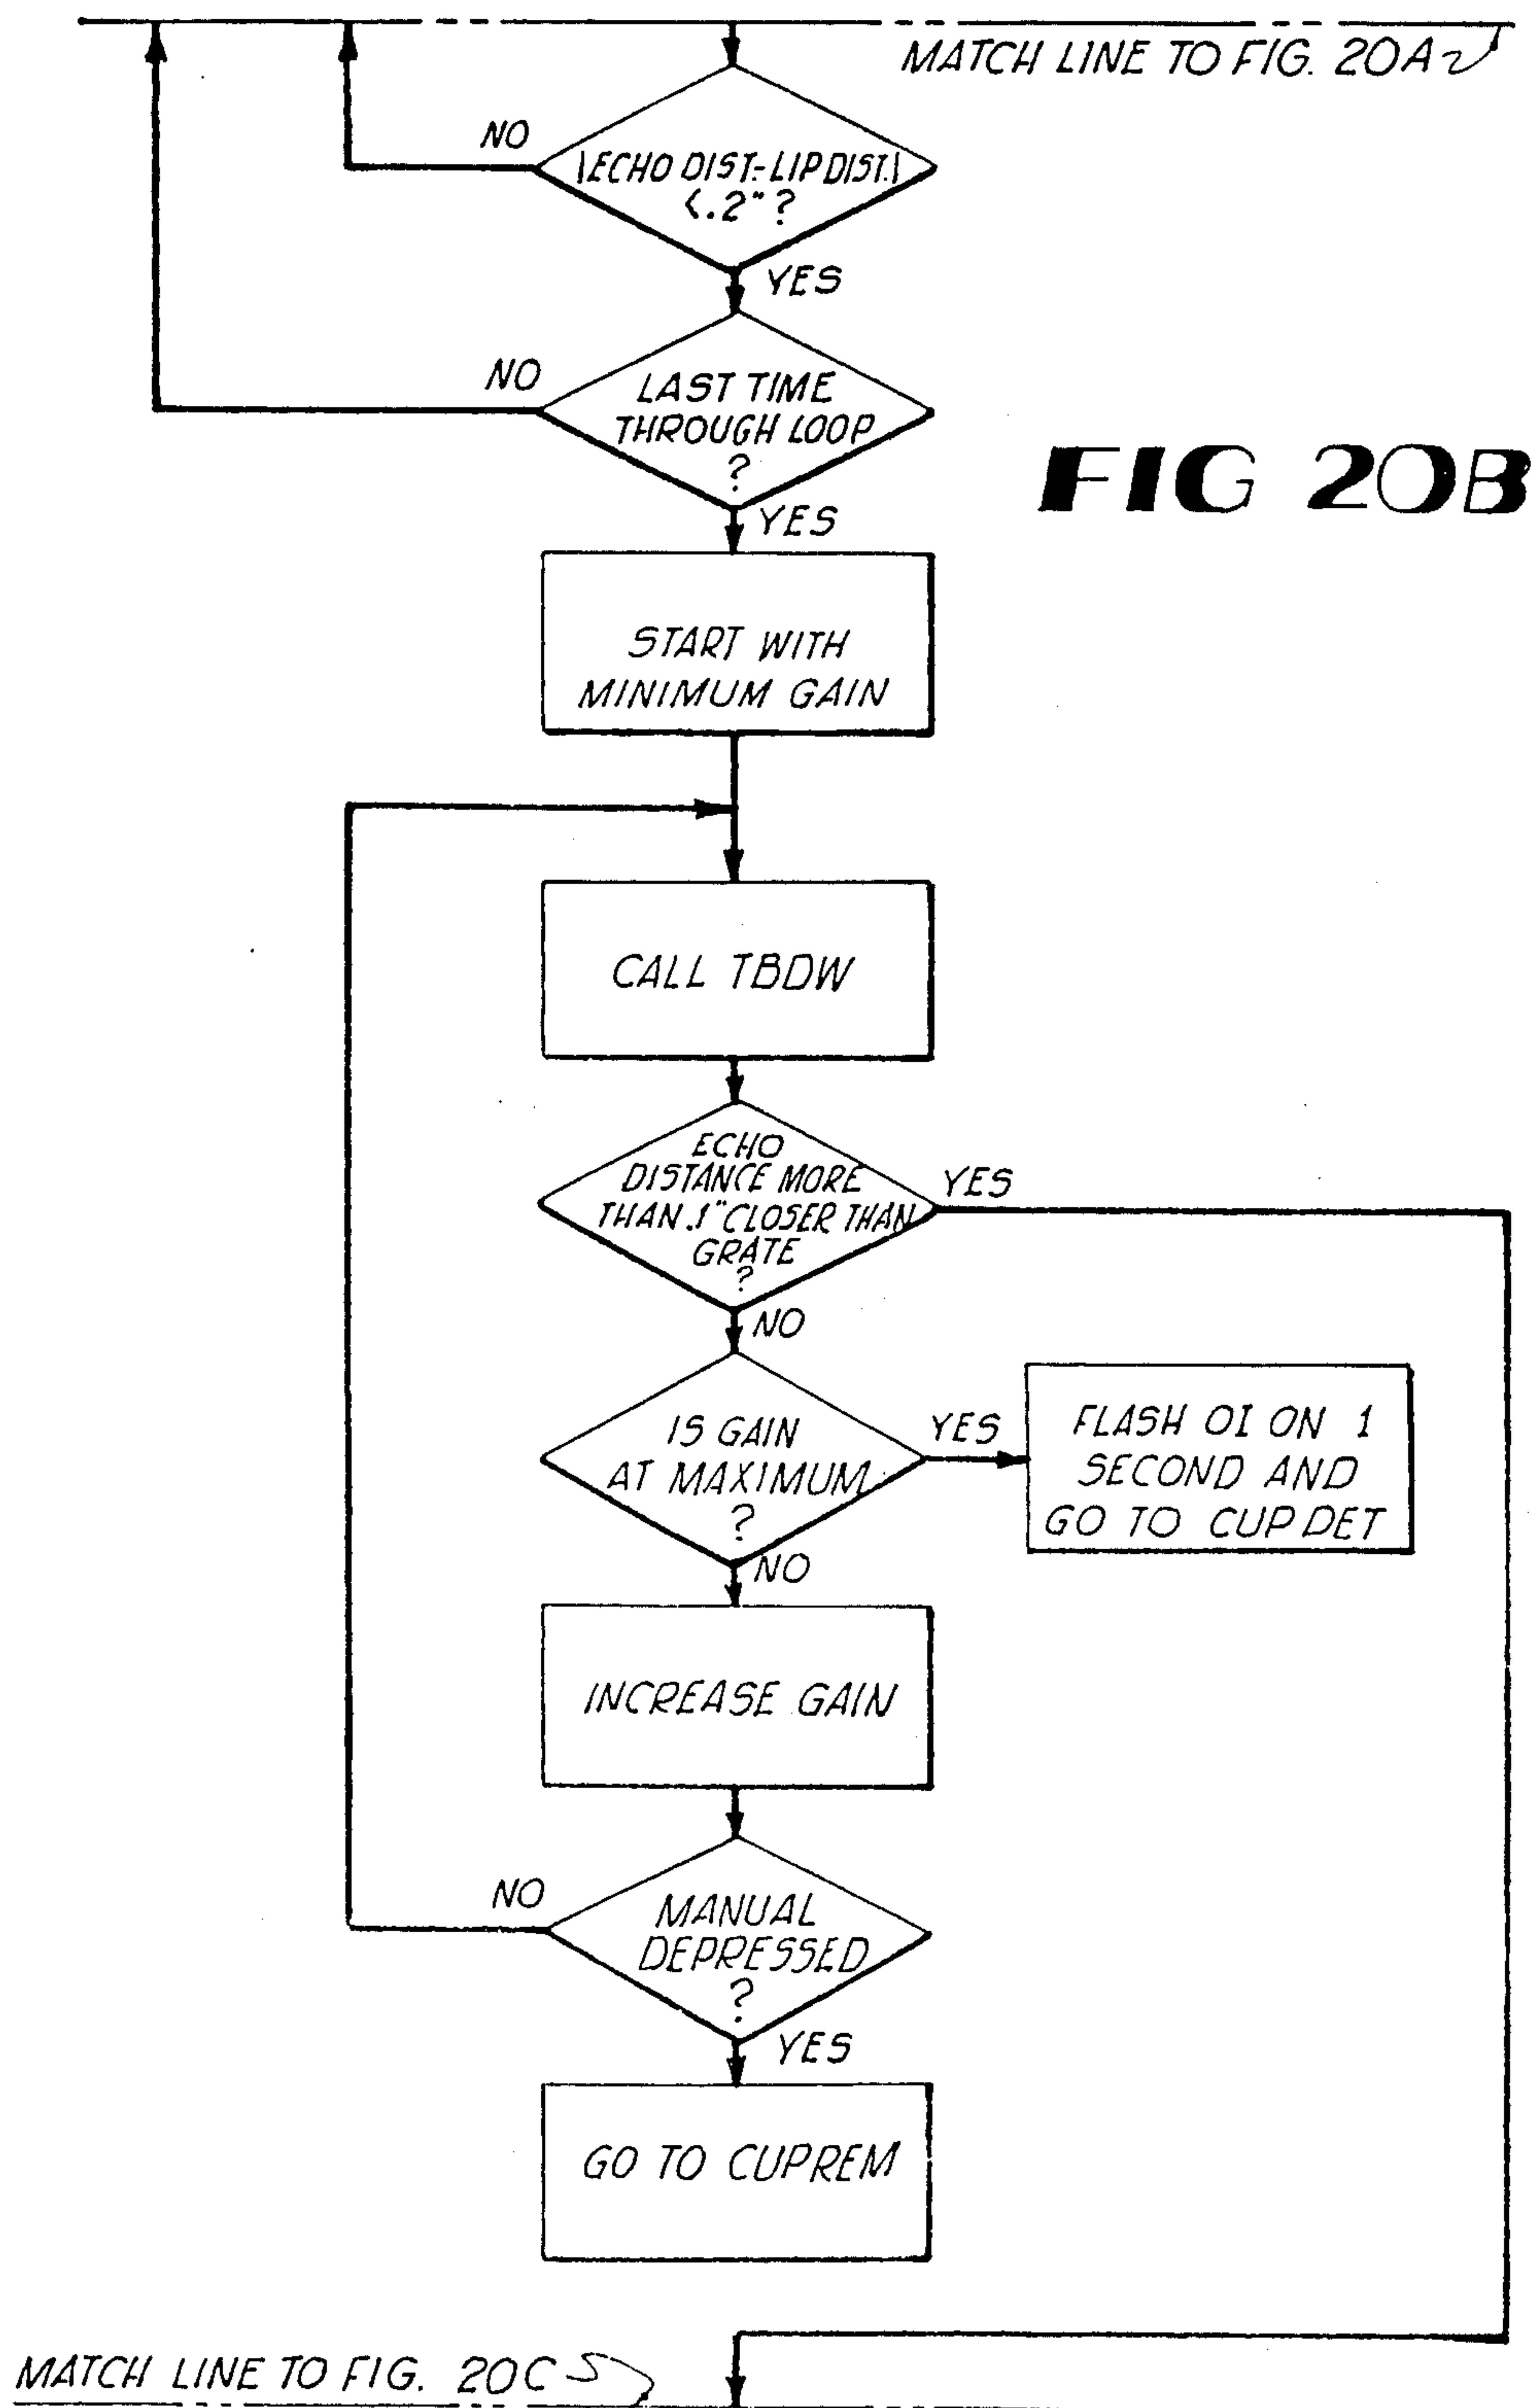 MATCH LINE TO FIG. 20A
NO
|ECHO DIST.-LIP DIST.|
<.2"?
YES
NO
LAST TIME
THROUGH LOOP
?
FIG 20B
YES
START WITH
MINIMUM GAIN
CALL TBDW
ECHO
DISTANCE MORE
THAN .1" CLOSER THAN
GRATE
?
YES
NO
IS GAIN
AT MAXIMUM
?
YES
FLASH OI ON 1
SECOND AND
GO TO CUPDET
NO
INCREASE GAIN
NO
MANUAL
DEPRESSED
?
YES
GO TO CUPREM
MATCH LINE TO FIG. 20C